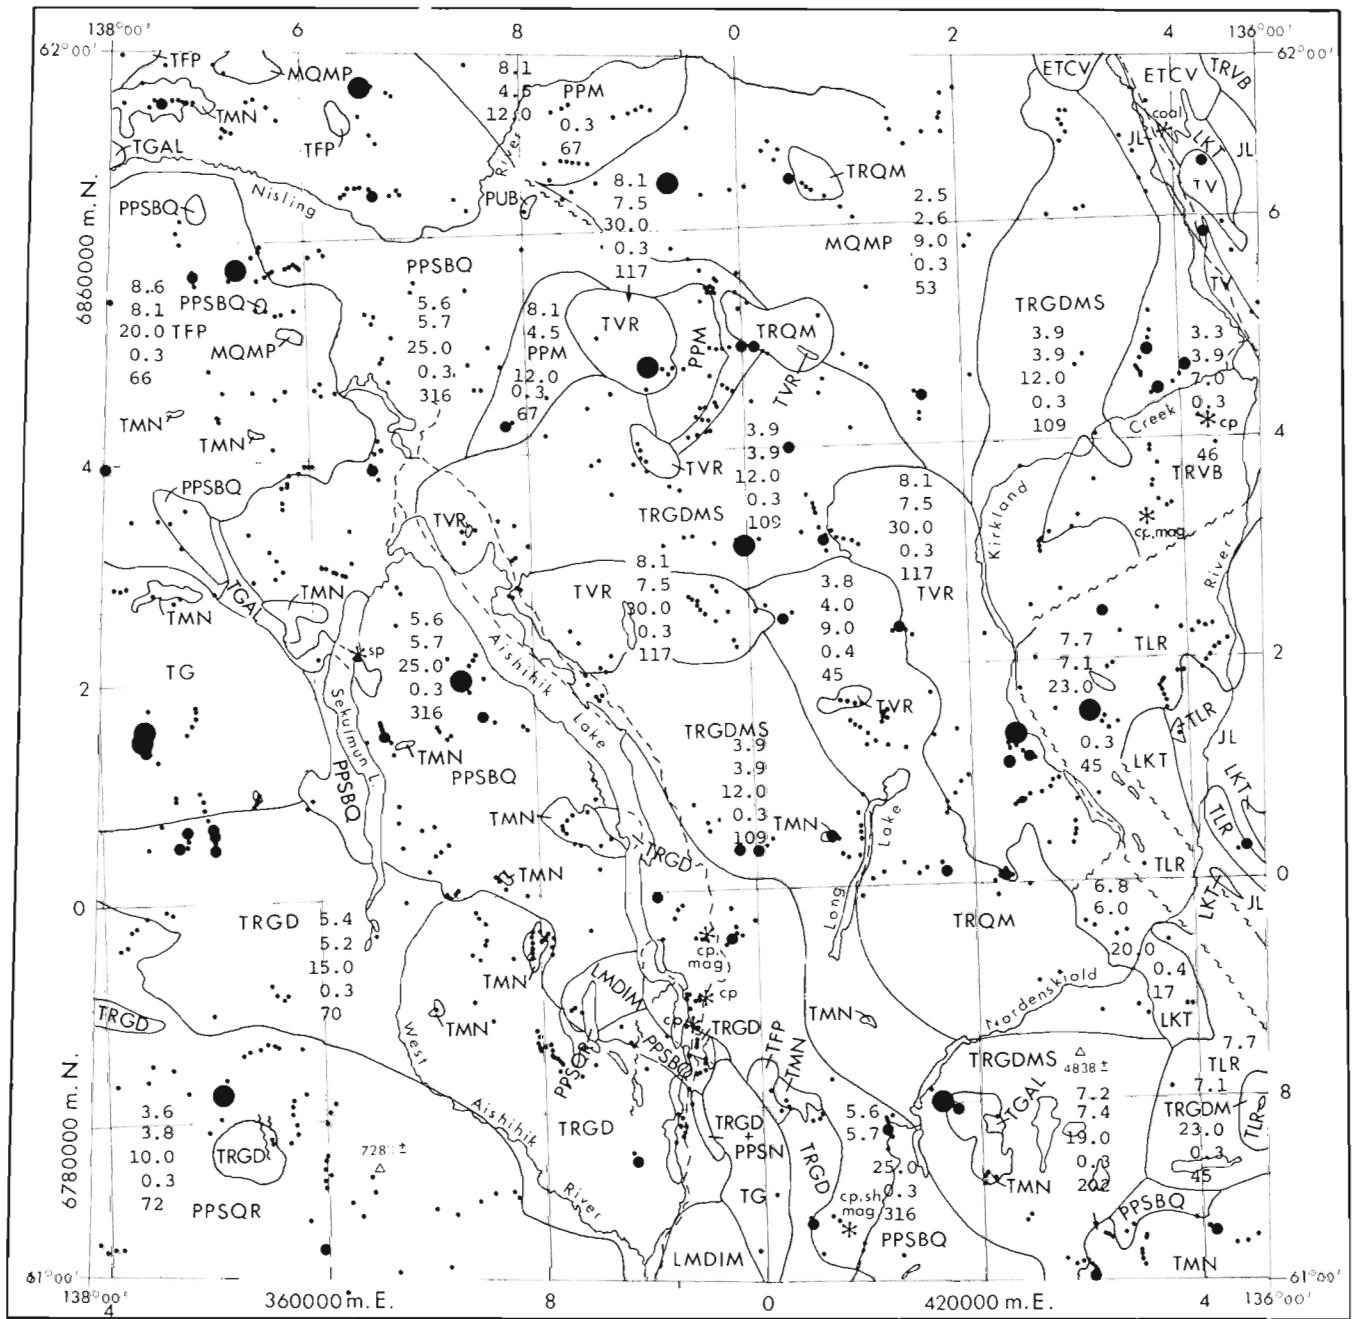 138°00' 6 8 0 2 4 136°00'
62°00' 62°00'
TFP MQMP 8.1 PPM ETCV ETCV TRVB
4.5
12.0 0.3
67
TMN TFP coal JL LKT JL
TGAL River TV
Nisling PUB 8.1 TRQM 2.5
PPSBQ 7.5 2.6
30.0 MQMP 9.0 6
0.3 0.3
117 53
6860000 m. N.
PPSBQ TV
8.6 PPSBQ 5.6 8.1 TVR PPM TRQM TRGDMS 3.3
8.1 5.7 4.5 3.9 3.9
20.0 TFP 25.0 PPM 3.9 7.0
0.3 MQMP 0.3 12.0 TVR 12.0 0.3
66 316 0.3 0.3 cp
67 109 Creek
TMN TMN 3.9 46
4 3.9 4
TVR 12.0 8.1 TRVB
PPSBQ 0.3 7.5
TRGDMS 109 30.0 Kirkland
TVR 0.3 cp, mag
117
TGAL TMN 8.1 TVR River
TMN 7.5 3.8
TVR 30.0 4.0
5.6 0.3 9.0 7.7 TLR
5.7 117 0.4 7.1
sp 25.0 Aishihik 45 23.0 2
TG 0.3
2 316 TVR
Sekulmun L. Lake TRGDMS 0.3 TLR
TMN 3.9 45 LKT JL
PPSBQ PPSBQ 3.9 LKT
12.0 TLR
0.3
TMN 109 TMN Lake
TRGD TLR
TMN Long 6.8 LKT JL 0
0 6.0
TRGD 5.4 TRQM
5.2 cp, mag 20.0
15.0 TMN LMDIM cp Nordenskiold 0.4
0.3 17
TRGD 70 TMN cp TRGD TMN LKT
West PPSQR PPSBQ TFP TRGDMS 7.7
TMN 4838± TLR
6780000 m. N. TGAL 7.2 7.1 8
3.6 Aishihik TRGD TRGD 5.6 7.4 TRGDM
3.8 + 5.7 19.0 23.0 TLR
10.0 TRGD PPSN TRGD 25.0 0.3 0.3
0.3 River 0.3 TMN 202 45
72 PPSQR TG cp, sh 316 PPSBQ
mag PPSBQ
LMDIM TMN
61°00' 61°00'
138°00' 360000 m.E. 8 0 420000 m.E. 4 136°00'
4